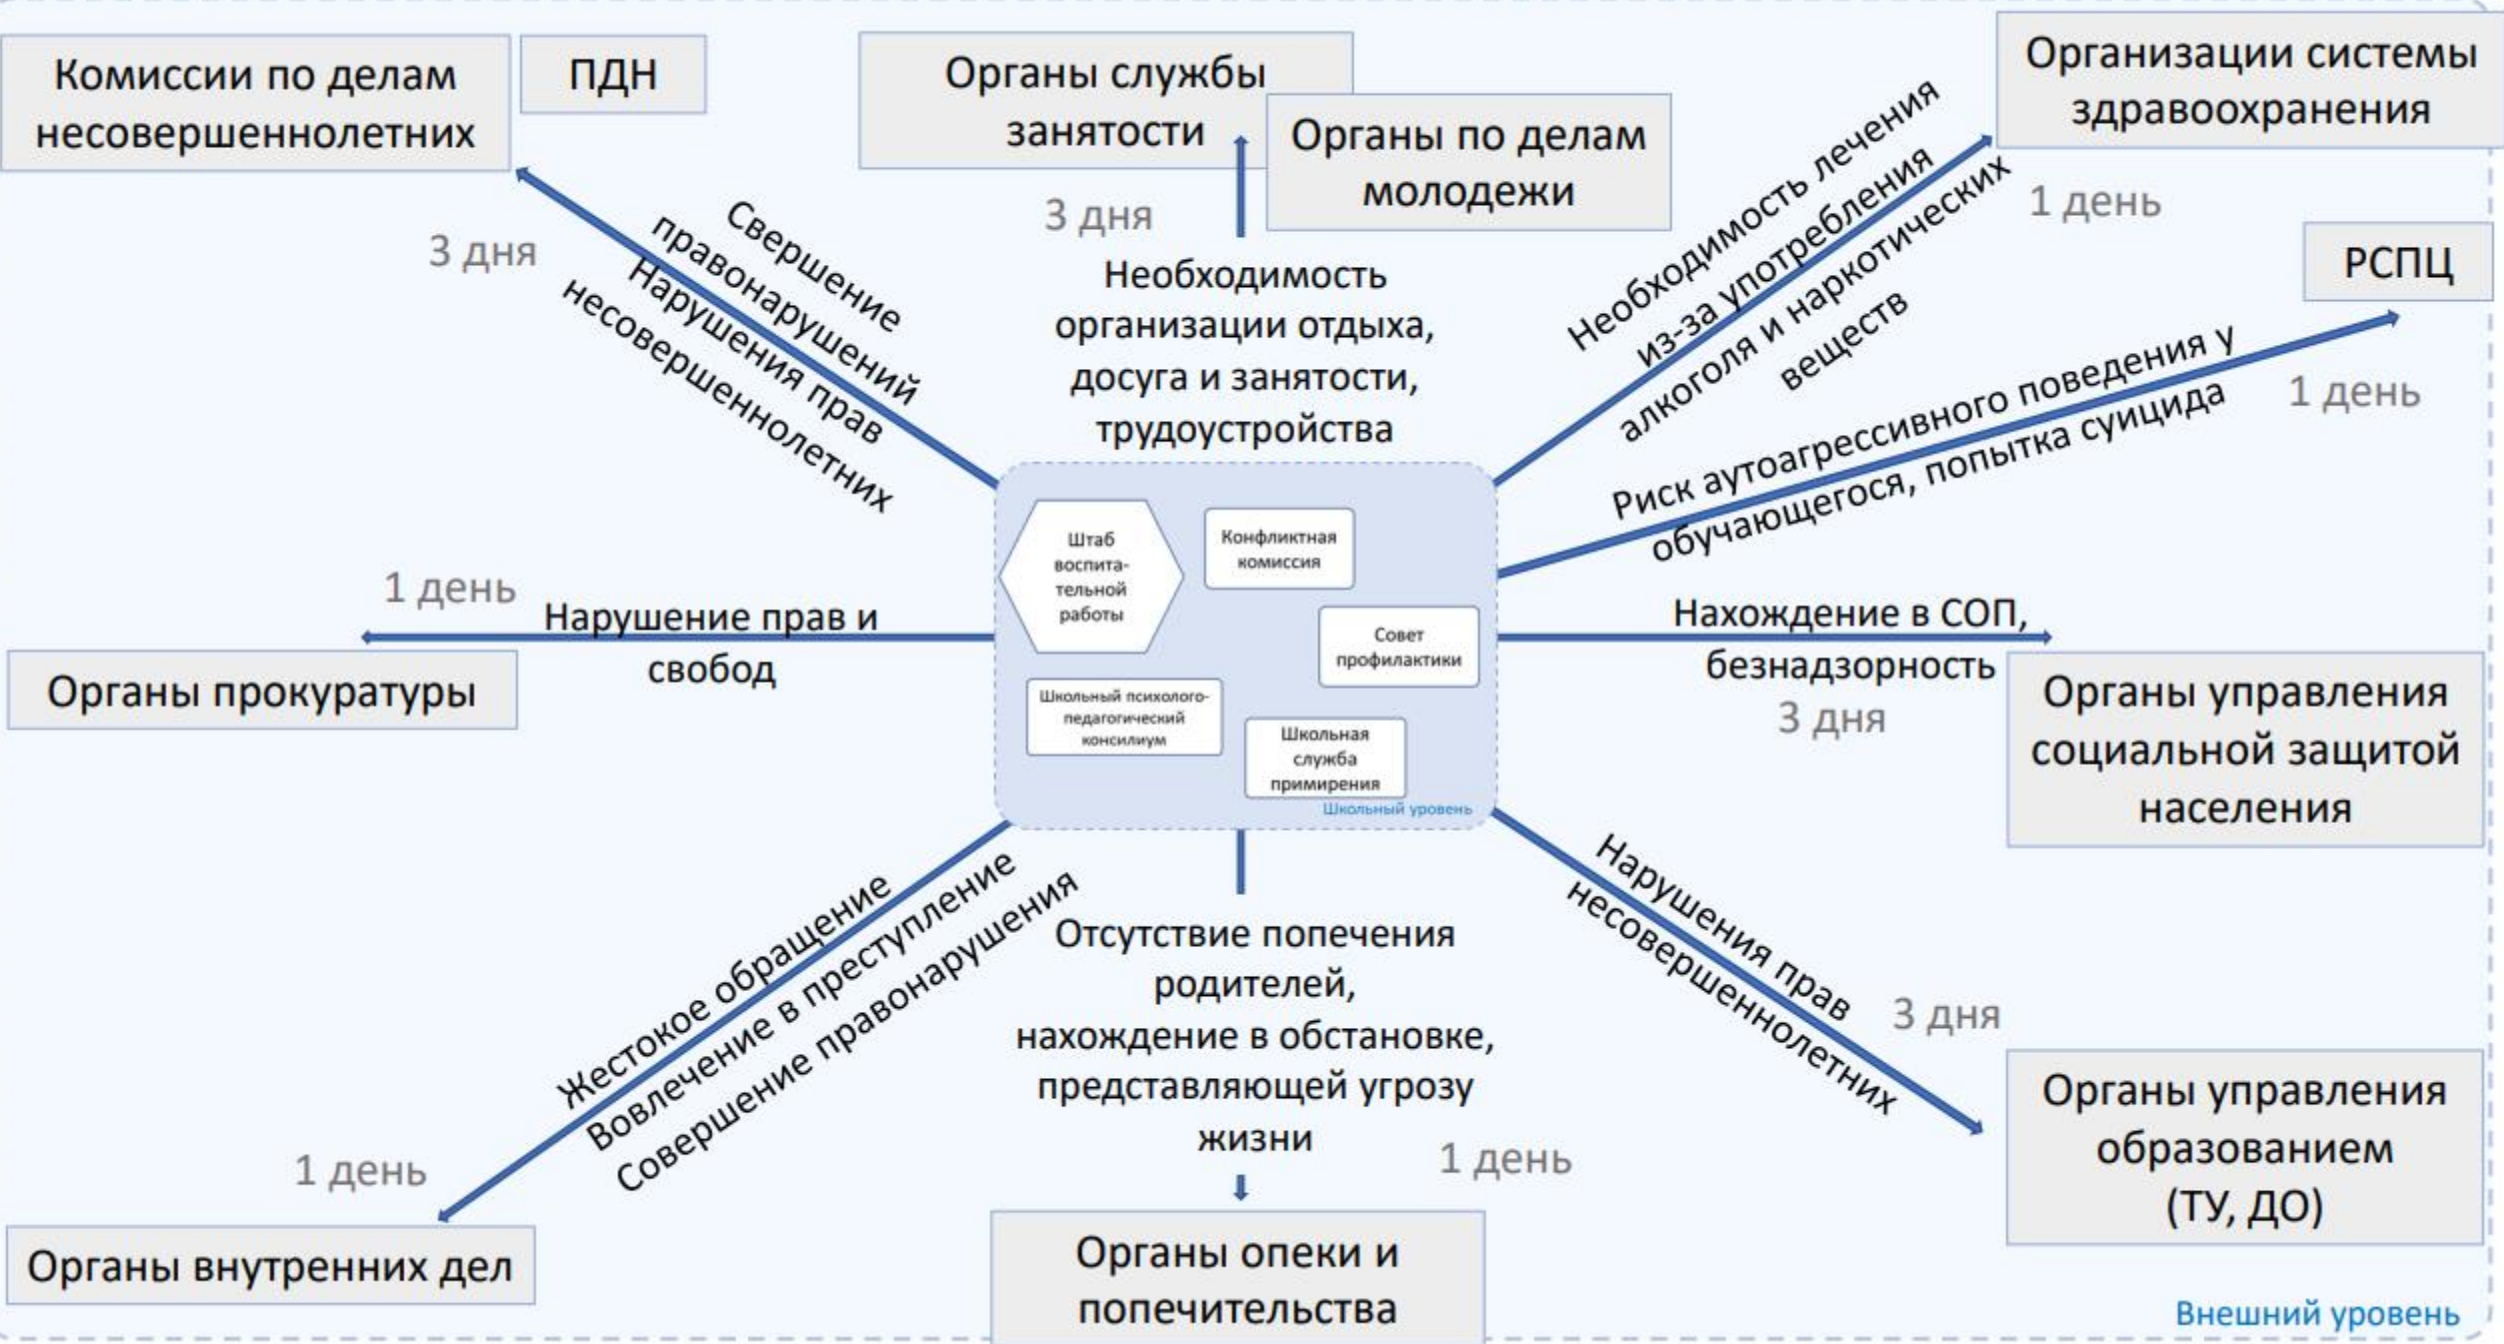 Комиссии по делам
несовершеннолетних
ПДН
Органы службы
занятости
Органы по делам
молодежи
Организации системы
здравоохранения
3 дня
Свершение
правонарушений
Нарушения прав
несовершеннолетних
3 дня
Необходимость
организации отдыха,
досуга и занятости,
трудоустройства
Необходимость лечения
из-за употребления
алкоголя и наркотических
веществ
1 день
РСПЦ
Риск аутоагрессивного поведения у
обучающегося, попытка суицида
1 день
1 день
Нарушение прав и
свобод
Органы прокуратуры
Штаб
воспита-
тельной
работы
Конфликтная
комиссия
Совет
профилактики
Школьный психолого-
педагогический
консилиум
Школьная
служба
примирения
Школьный уровень
Нахождение в СОП,
безнадзорность
3 дня
Органы управления
социальной защитой
населения
Жестокое обращение
Вовлечение в преступление
Совершение правонарушения
1 день
Органы внутренних дел
Отсутствие попечения
родителей,
нахождение в обстановке,
представляющей угрозу
жизни
1 день
Органы опеки и
попечительства
Нарушения прав
несовершеннолетних
3 дня
Органы управления
образованием
(ТУ, ДО)
Внешний уровень